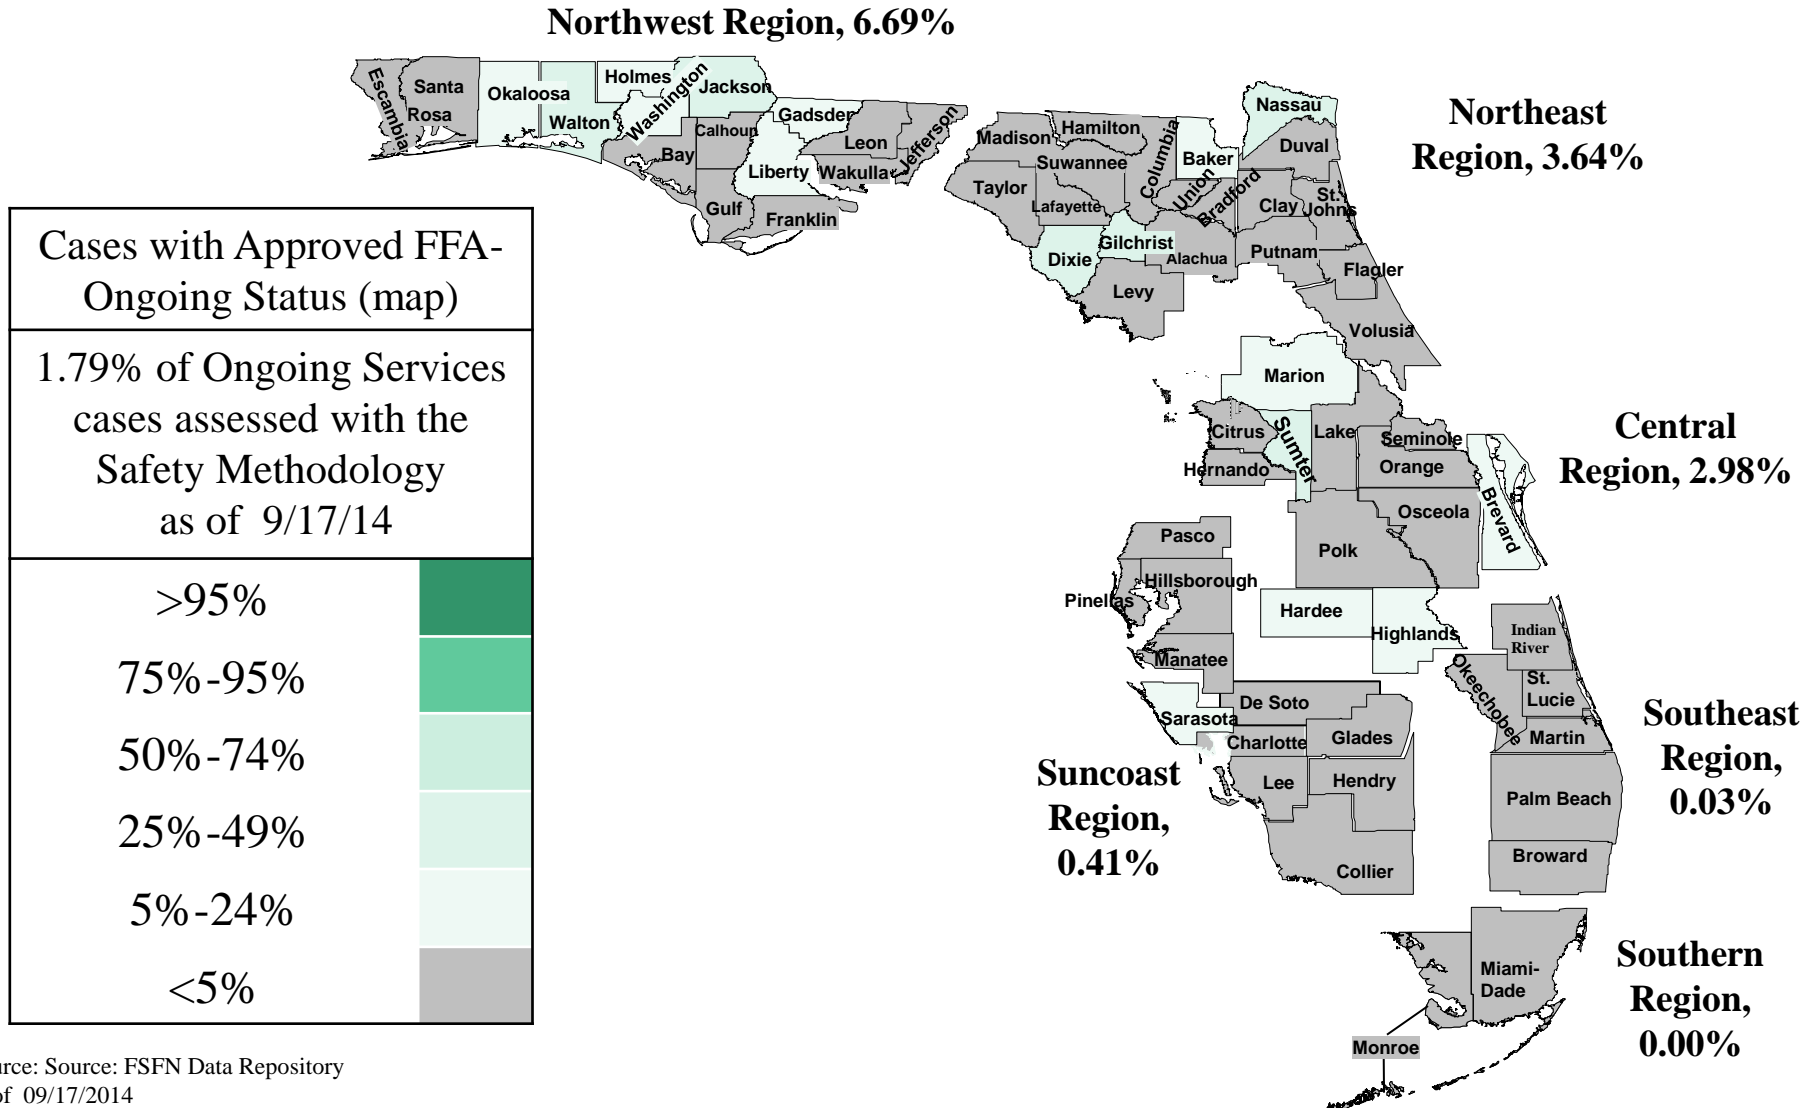 Northwest Region, 6.69%
Escambia
Santa
Rosa
Okaloosa
Walton
Holmes
Washington
Jackson
Calhoun
Bay
Gulf
Gadsden
Liberty
Franklin
Leon
Wakulla
Jefferson
Madison
Hamilton
Suwannee
Taylor
Lafayette
Columbia
Baker
Union
Bradford
Nassau
Duval
Clay
St.
Johns
Dixie
Gilchrist
Alachua
Putnam
Flagler
Levy
Volusia
Northeast
Region, 3.64%
Cases with Approved FFA-
Ongoing Status (map)
1.79% of Ongoing Services
cases assessed with the
Safety Methodology
as of 9/17/14
>95%
75%-95%
50%-74%
25%-49%
5%-24%
<5%
Marion
Citrus
Sumter
Lake
Hernando
Seminole
Orange
Osceola
Brevard
Polk
Hardee
Highlands
Central
Region, 2.98%
Pasco
Hillsborough
Pinellas
Manatee
Sarasota
De Soto
Charlotte
Glades
Lee
Hendry
Collier
Suncoast
Region,
0.41%
Indian
River
Okeechobee
St.
Lucie
Martin
Palm Beach
Broward
Southeast
Region,
0.03%
Miami-
Dade
Monroe
Southern
Region,
0.00%
urce: Source: FSFN Data Repository
of 09/17/2014